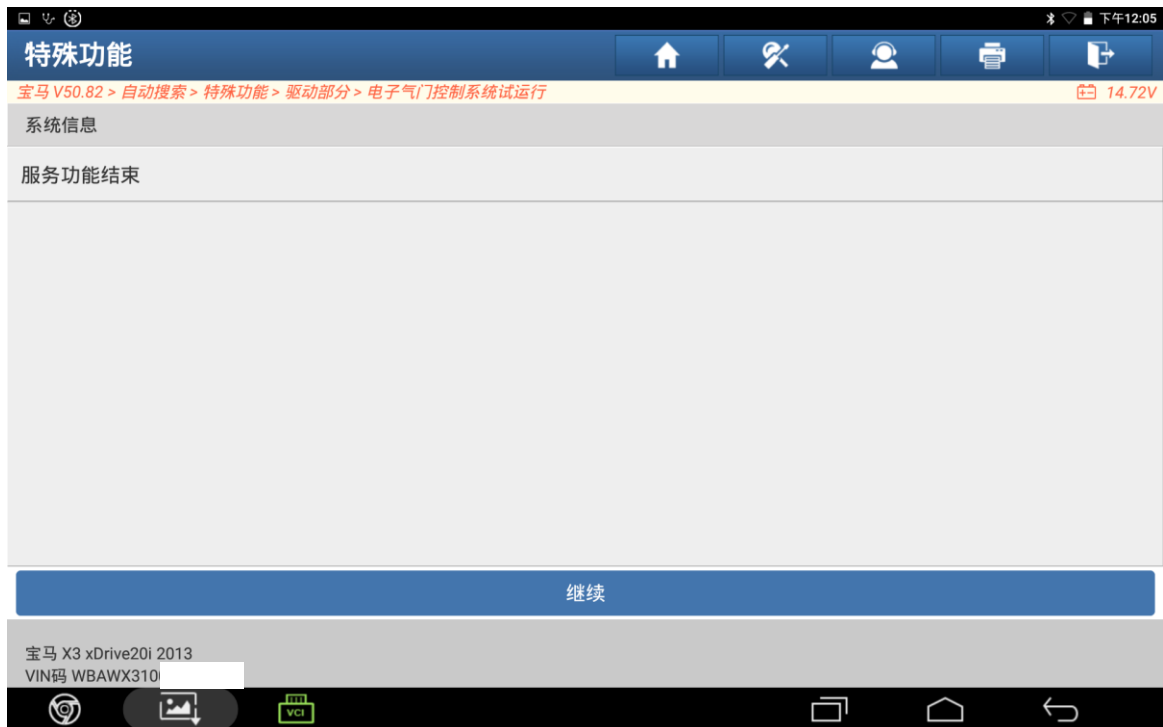 下午12:05
特殊功能
宝马 V50.82 > 自动搜索 > 特殊功能 > 驱动部分 > 电子气门控制系统试运行
14.72V
系统信息
服务功能结束
继续
宝马 X3 xDrive20i 2013
VIN码 WBAWX310
VCI